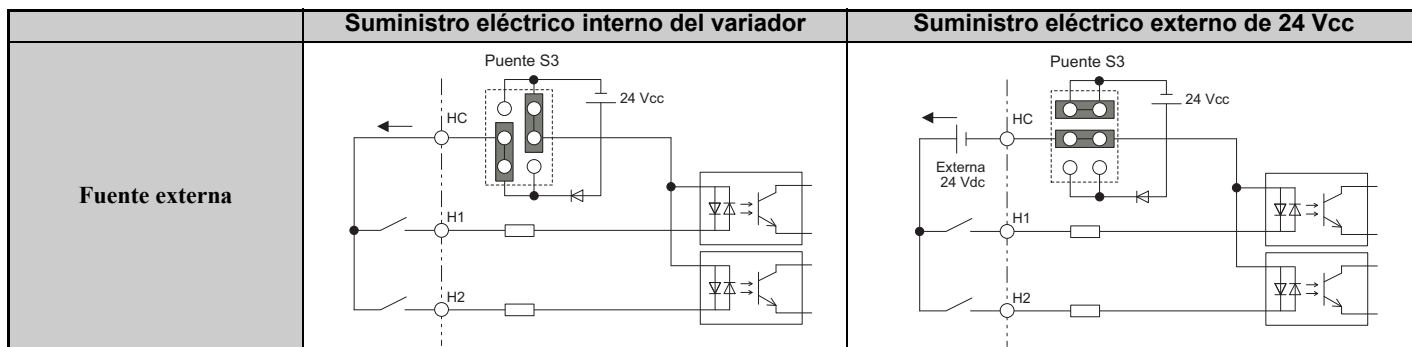 Suministro eléctrico interno del variador
Suministro eléctrico externo de 24 Vcc
Fuente externa
Puente S3
24 Vcc
HC
H1
H2
Puente S3
24 Vcc
HC
Externa
24 Vdc
H1
H2